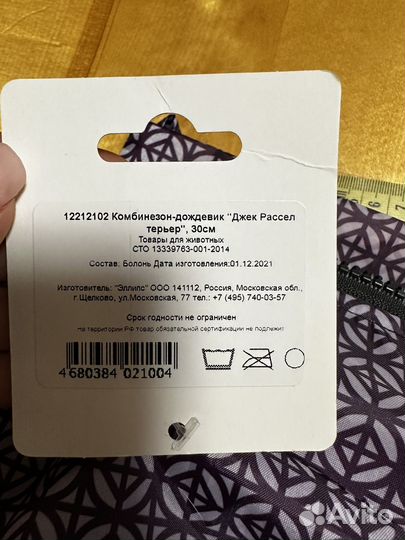 12212102 Комбинезон-дождевик "Джек Рассел
терьер", 30см
Товары для животных
СТО 13339763-001-2014
Состав: Болонь Дата изготовления:01.12.2021
Изготовитель: "Эллипс" ООО 141112, Россия, Московская обл.,
г.Щелково, ул.Московская, 77 тел.: +7 (495) 740-03-57
Срок годности не ограничен
на территории РФ товар обязательной сертификации не подлежит
4 680384 021004
Avito